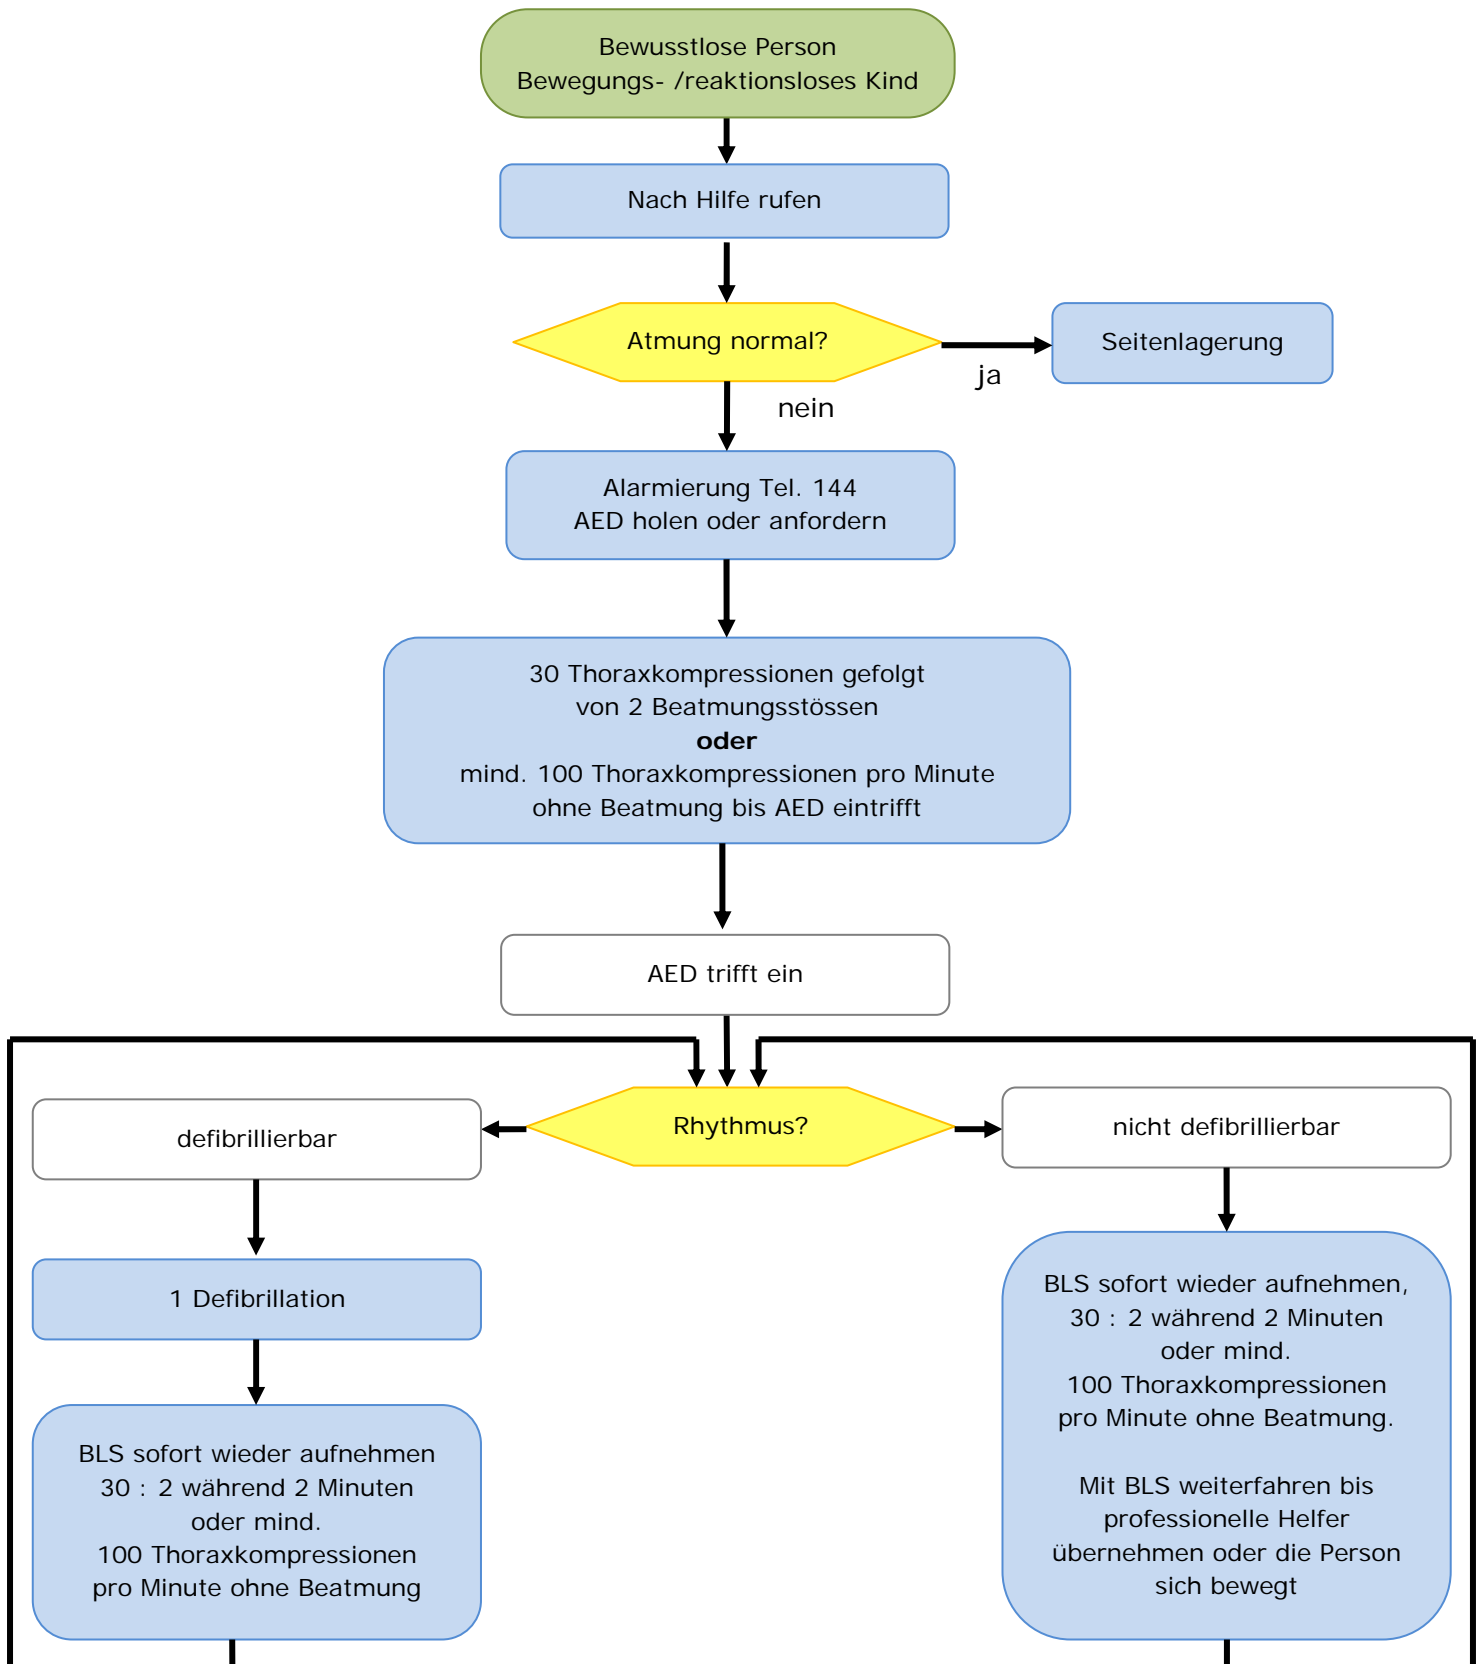 Bewusstlose Person
Bewegungs- /reaktionsloses Kind
Nach Hilfe rufen
Atmung normal?
Seitenlagerung
ja
nein
Alarmierung Tel. 144
AED holen oder anfordern
30 Thoraxkompressionen gefolgt
von 2 Beatmungsstössen
oder
mind. 100 Thoraxkompressionen pro Minute
ohne Beatmung bis AED eintrifft
AED trifft ein
Rhythmus?
defibrillierbar
1 Defibrillation
BLS sofort wieder aufnehmen
30 : 2 während 2 Minuten
oder mind.
100 Thoraxkompressionen
pro Minute ohne Beatmung
nicht defibrillierbar
BLS sofort wieder aufnehmen,
30 : 2 während 2 Minuten
oder mind.
100 Thoraxkompressionen
pro Minute ohne Beatmung.
Mit BLS weiterfahren bis
professionelle Helfer
übernehmen oder die Person
sich bewegt